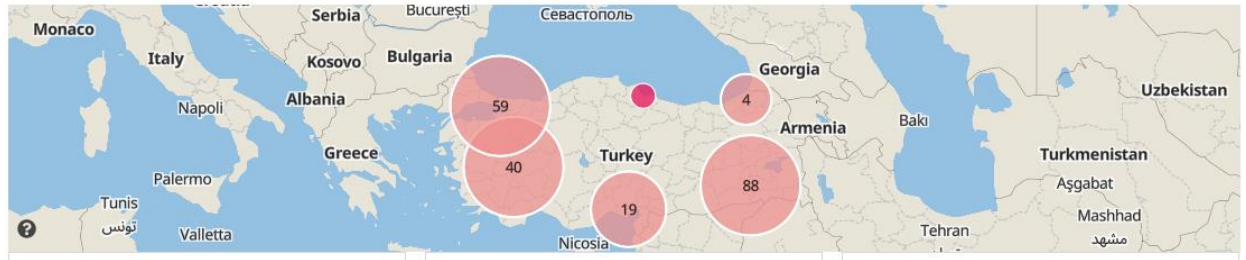 Croatia
București
Севастополь
Serbia
Monaco
Italy
Kosovo
Bulgaria
Georgia
Uzbekistan
Napoli
Albania
59
4
Bakı
Armenia
Greece
Turkey
Turkmenistan
40
88
Palermo
Aşgabat
Tunis
تونس
19
Mashhad
مشهد
?
Valletta
Nicosia
Tehran